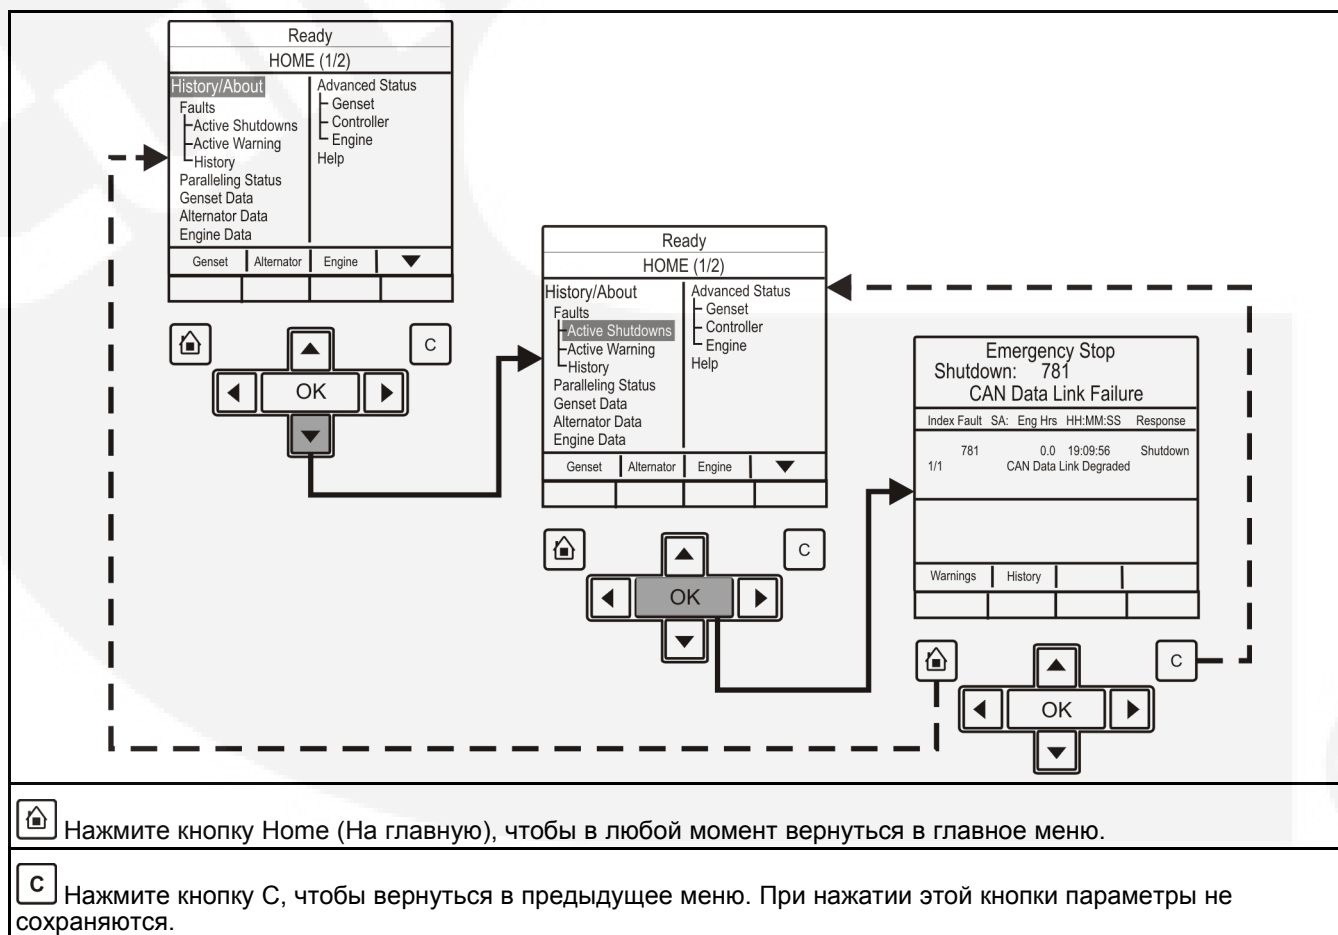 Ready
HOME (1/2)
History/About
Faults
Active Shutdowns
Active Warning
History
Paralleling Status
Genset Data
Alternator Data
Engine Data
Advanced Status
Genset
Controller
Engine
Help
Genset Alternator Engine
C
OK
Ready
HOME (1/2)
History/About
Faults
Active Shutdowns
Active Warning
History
Paralleling Status
Genset Data
Alternator Data
Engine Data
Advanced Status
Genset
Controller
Engine
Help
Genset Alternator Engine
C
OK
Emergency Stop
Shutdown: 781
CAN Data Link Failure
Index Fault SA: Eng Hrs HH:MM:SS Response
781 0.0 19:09:56 Shutdown
1/1 CAN Data Link Degraded
Warnings History
C
OK
Нажмите кнопку Home (На главную), чтобы в любой момент вернуться в главное меню.
C Нажмите кнопку C, чтобы вернуться в предыдущее меню. При нажатии этой кнопки параметры не
сохраняются.